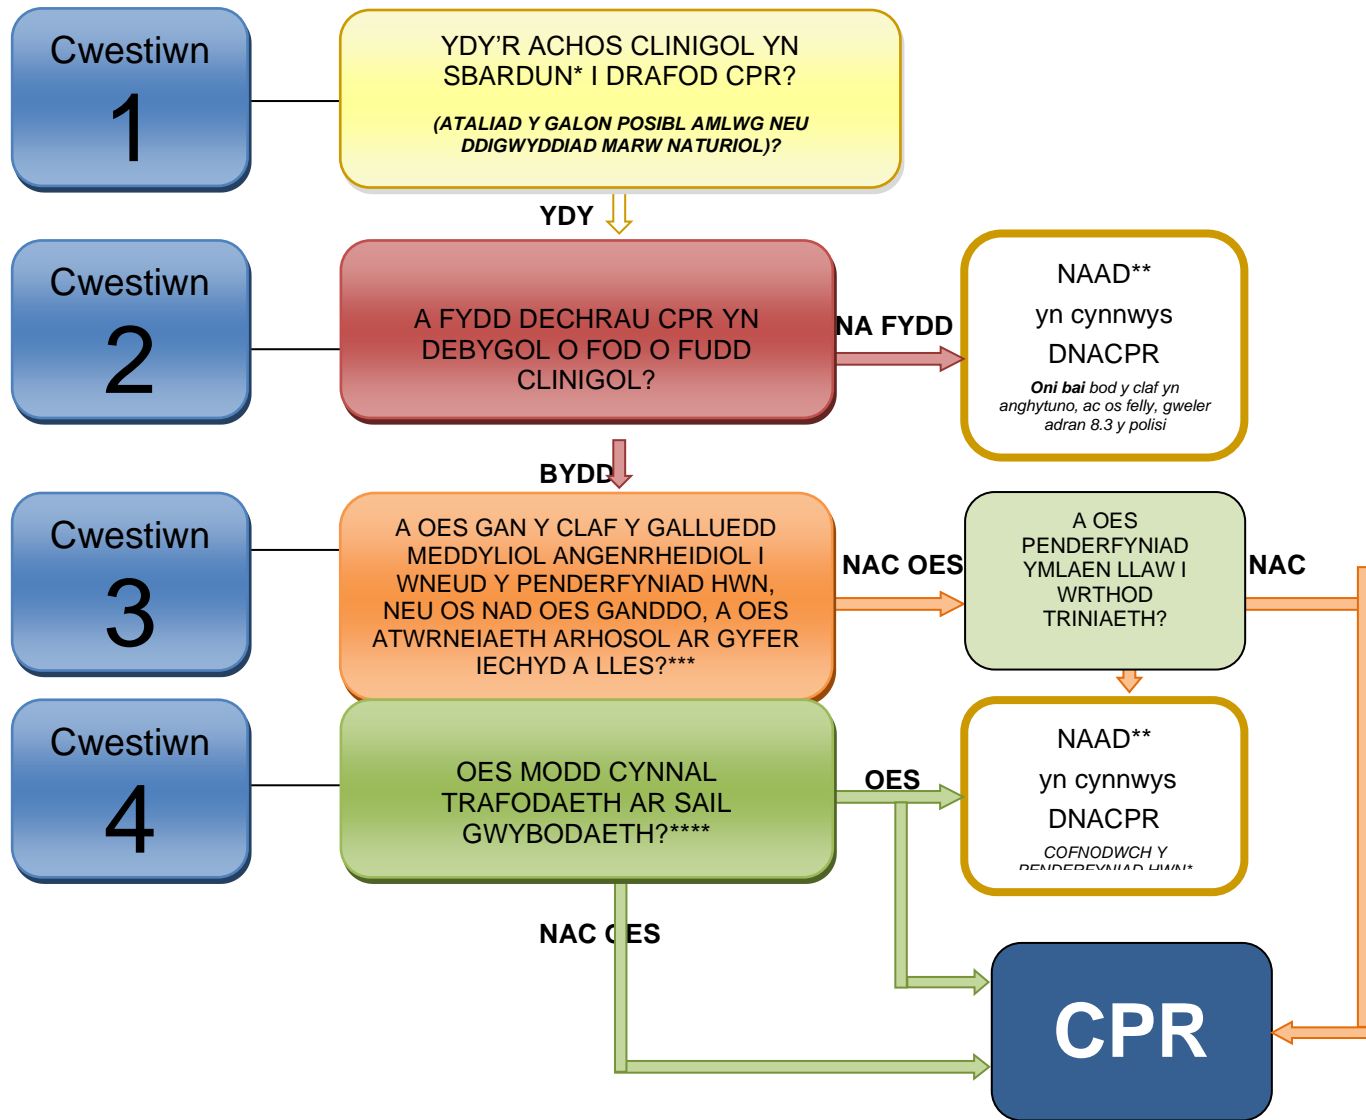 Cwestiwn
1
YDY'R ACHOS CLINIGOL YN
SBARDUN* I DRAFOD CPR?
(ATALIAD Y GALON POSIBL AMLWG NEU
DDIGWYDDIAD MARW NATURIOL)?
YDY
Cwestiwn
2
A FYDD DECHRAU CPR YN
DEBYGOL O FOD O FUDD
CLINIGOL?
NA FYDD
NAAD**
yn cynnwys
DNACPR
Oni bai bod y claf yn
anghytuno, ac os felly, gweler
adran 8.3 y polisi
BYDD
Cwestiwn
3
A OES GAN Y CLAF Y GALLUEDD
MEDDYLIOL ANGENRHEIDIOL I
WNEUD Y PENDERFYNIAD HWN,
NEU OS NAD OES GANDDO, A OES
ATWRNEIAETH ARHOSOL AR GYFER
IECHYD A LLES?***
NAC OES
A OES
PENDERFYNIAD
YMLAEN LLAW I
WRTHOD
TRINIAETH?
NAC
Cwestiwn
4
OES MODD CYNNAL
TRAFODAETH AR SAIL
GWYBODAETH?****
OES
NAAD**
yn cynnwys
DNACPR
COFNODWCH Y
PENDERFYNIAD HWN*
NAC OES
CPR